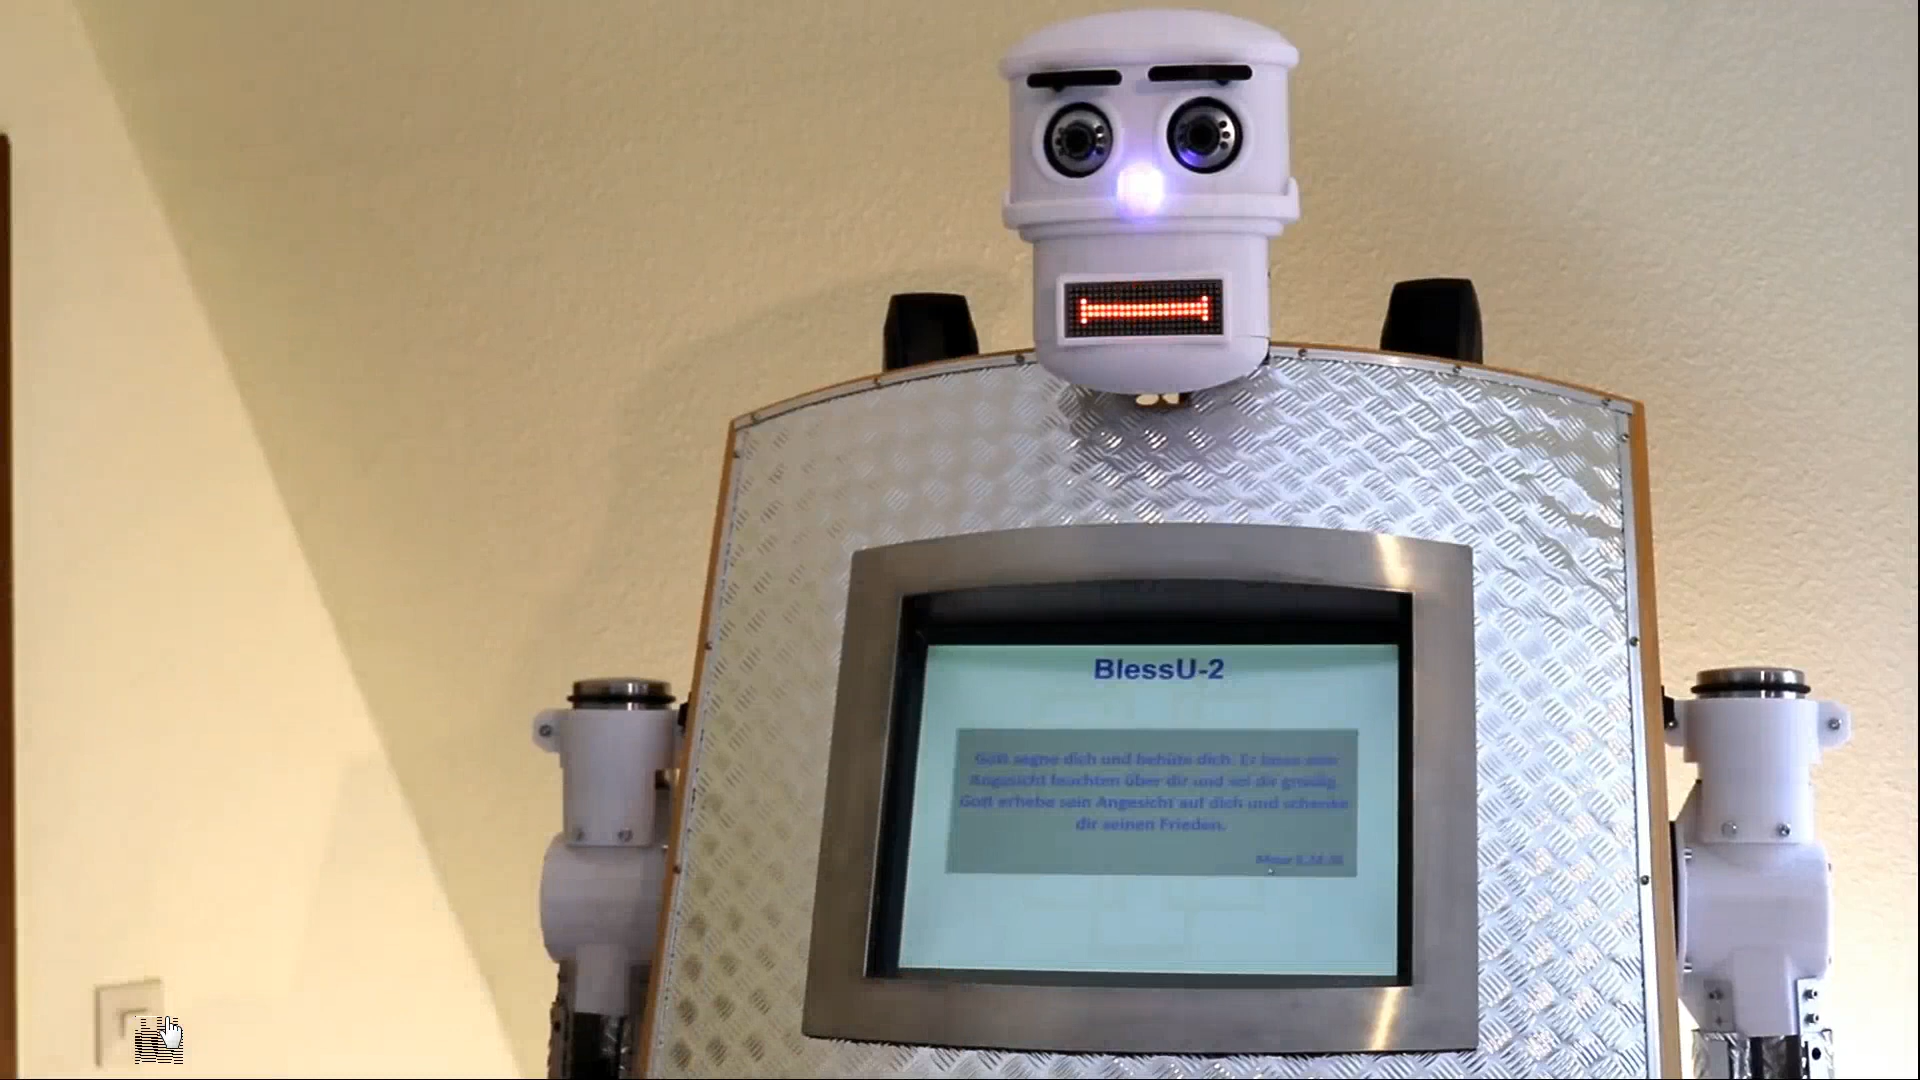 BlessU-2
Gott segne dich und behüte dich. Er lasse sein
Angesicht leuchten über dir und sei dir gnädig.
Gott erhebe sein Angesicht auf dich und schenke
dir seinen Frieden.